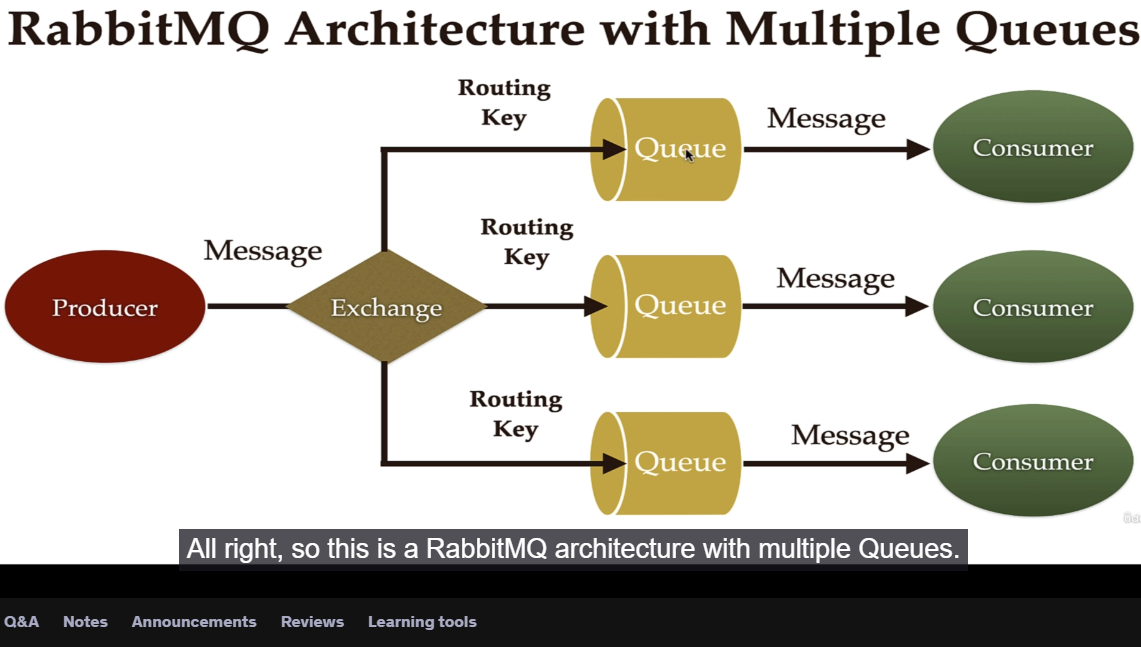 RabbitMQ Architecture with Multiple Queues
Routing
Key
Queue
Message
Consumer
Message
Producer
Exchange
Routing
Key
Queue
Message
Consumer
Routing
Key
Queue
Message
Consumer
All right, so this is a RabbitMQ architecture with multiple Queues.
Q&A Notes Announcements Reviews Learning tools